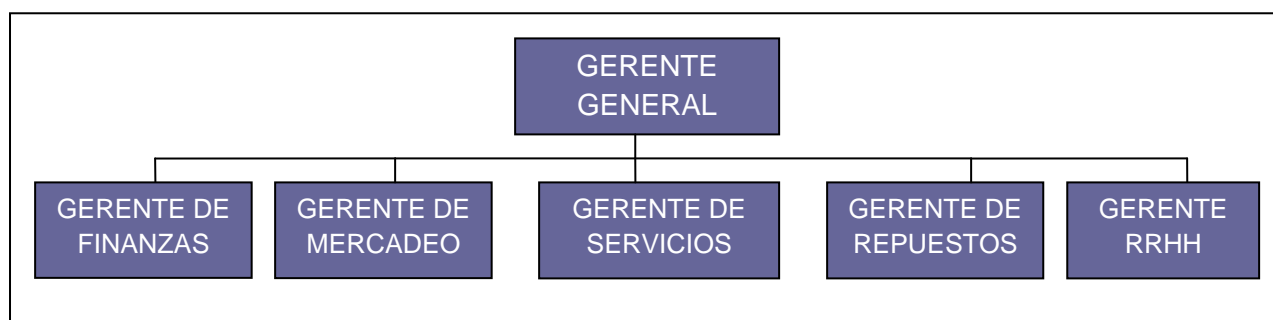 GERENTE
GENERAL
GERENTE DE
FINANZAS
GERENTE DE
MERCADEO
GERENTE DE
SERVICIOS
GERENTE DE
REPUESTOS
GERENTE
RRHH